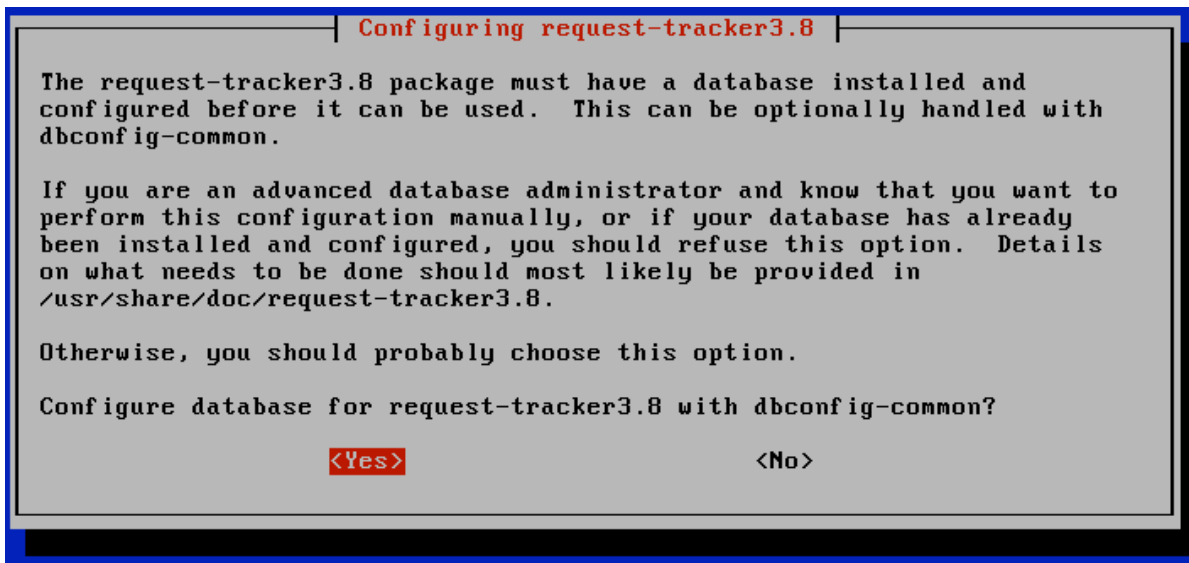 Configuring request-tracker3.8
The request-tracker3.8 package must have a database installed and
configured before it can be used.  This can be optionally handled with
dbconfig-common.
If you are an advanced database administrator and know that you want to
perform this configuration manually, or if your database has already
been installed and configured, you should refuse this option.  Details
on what needs to be done should most likely be provided in
/usr/share/doc/request-tracker3.8.
Otherwise, you should probably choose this option.
Configure database for request-tracker3.8 with dbconfig-common?
<Yes> <No>